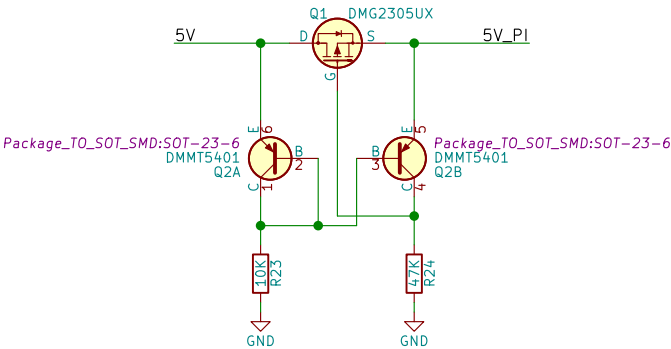 Q1 DMG2305UX
5V D S 5V_PI
G
E 6 E 5
Package_TO_SOT_SMD:SOT-23-6 Package_TO_SOT_SMD:SOT-23-6
DMMT5401 B B DMMT5401
Q2A 2 3 Q2B
C 1 C 4
10K R23 47K R24
GND GND